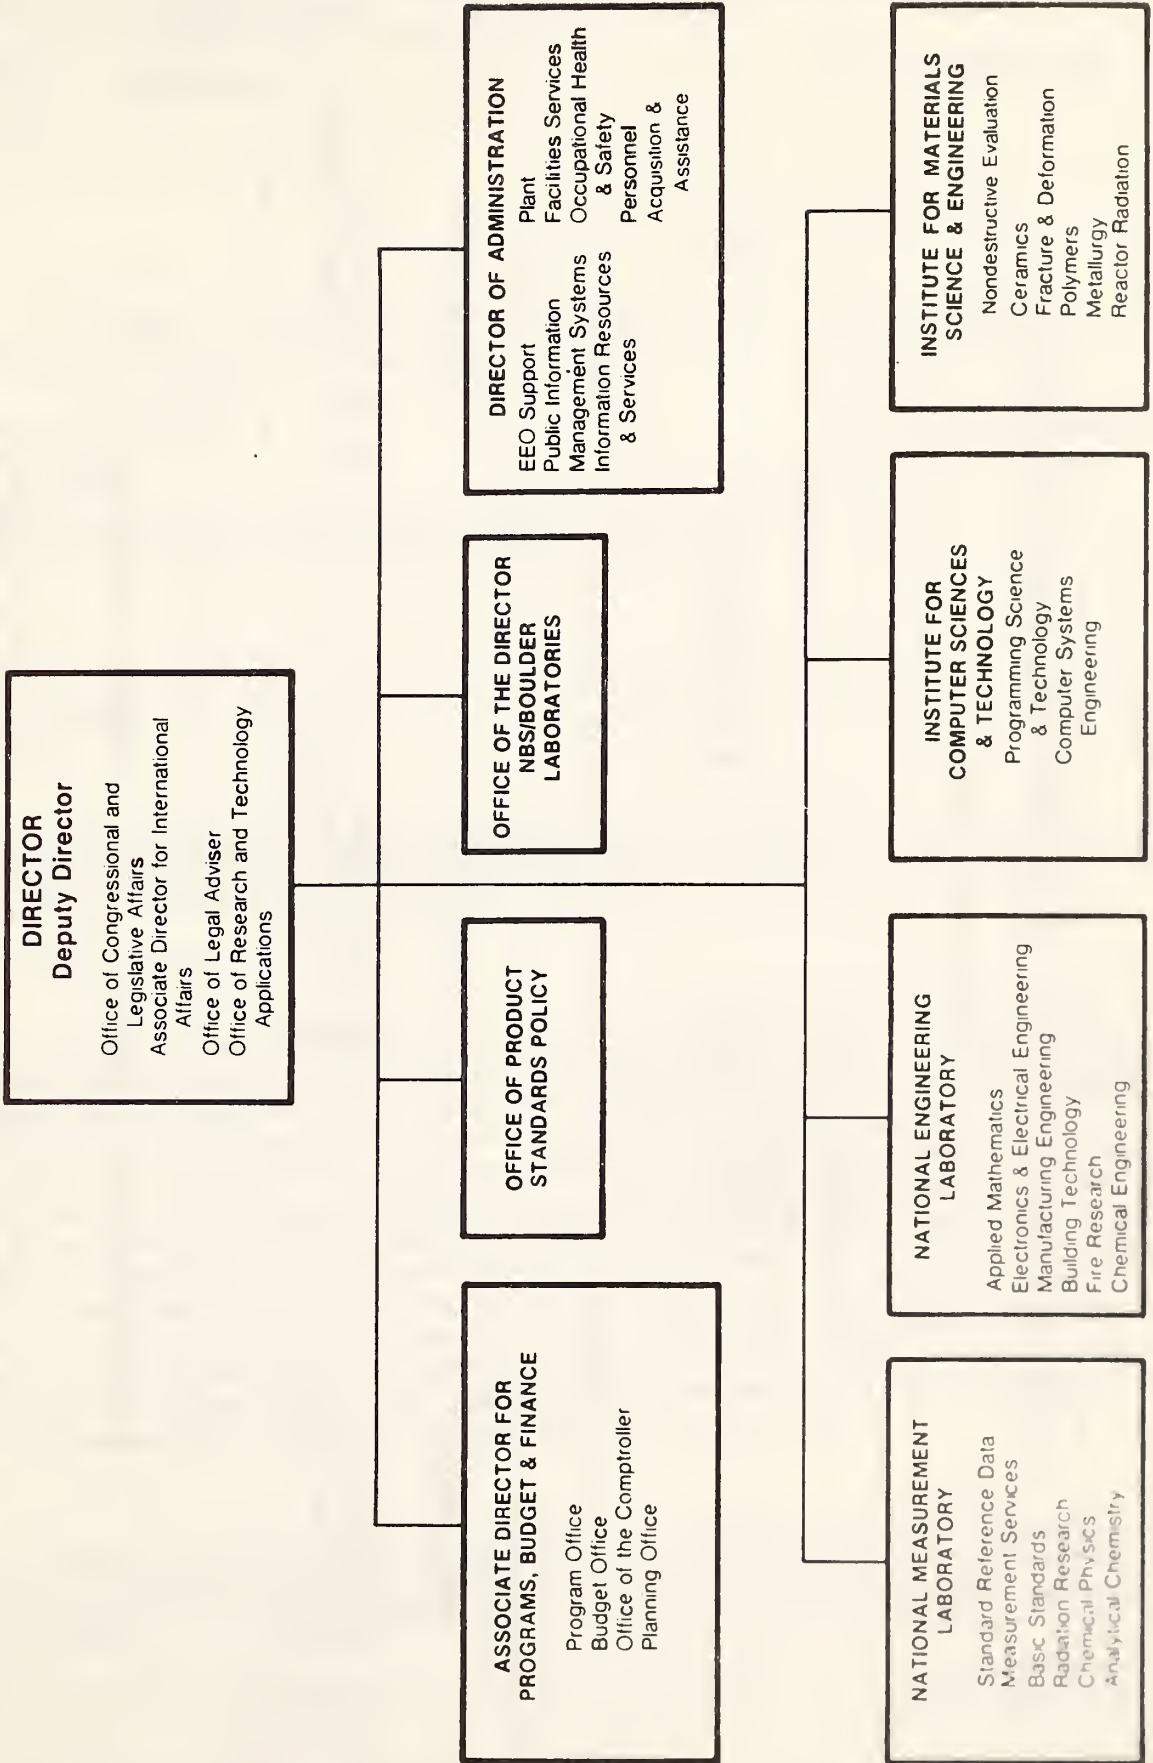 DIRECTOR
Deputy Director
Office of Congressional and
Legislative Affairs
Associate Director for International
Affairs
Office of Legal Adviser
Office of Research and Technology
Applications
ASSOCIATE DIRECTOR FOR
PROGRAMS, BUDGET & FINANCE
Program Office
Budget Office
Office of the Comptroller
Planning Office
OFFICE OF PRODUCT
STANDARDS POLICY
OFFICE OF THE DIRECTOR
NBS/BOULDER
LABORATORIES
DIRECTOR OF ADMINISTRATION
EEO Support
Public Information
Management Systems
Information Resources
& Services
Plant
Facilities Services
Occupational Health
& Safety
Personnel
Acquisition &
Assistance
NATIONAL MEASUREMENT
LABORATORY
Standard Reference Data
Measurement Services
Basic Standards
Radiation Research
Chemical Physics
Analytical Chemistry
NATIONAL ENGINEERING
LABORATORY
Applied Mathematics
Electronics & Electrical Engineering
Manufacturing Engineering
Building Technology
Fire Research
Chemical Engineering
INSTITUTE FOR
COMPUTER SCIENCES
& TECHNOLOGY
Programming Science
& Technology
Computer Systems
Engineering
INSTITUTE FOR MATERIALS
SCIENCE & ENGINEERING
Nondestructive Evaluation
Ceramics
Fracture & Deformation
Polymers
Metallurgy
Reactor Radiation